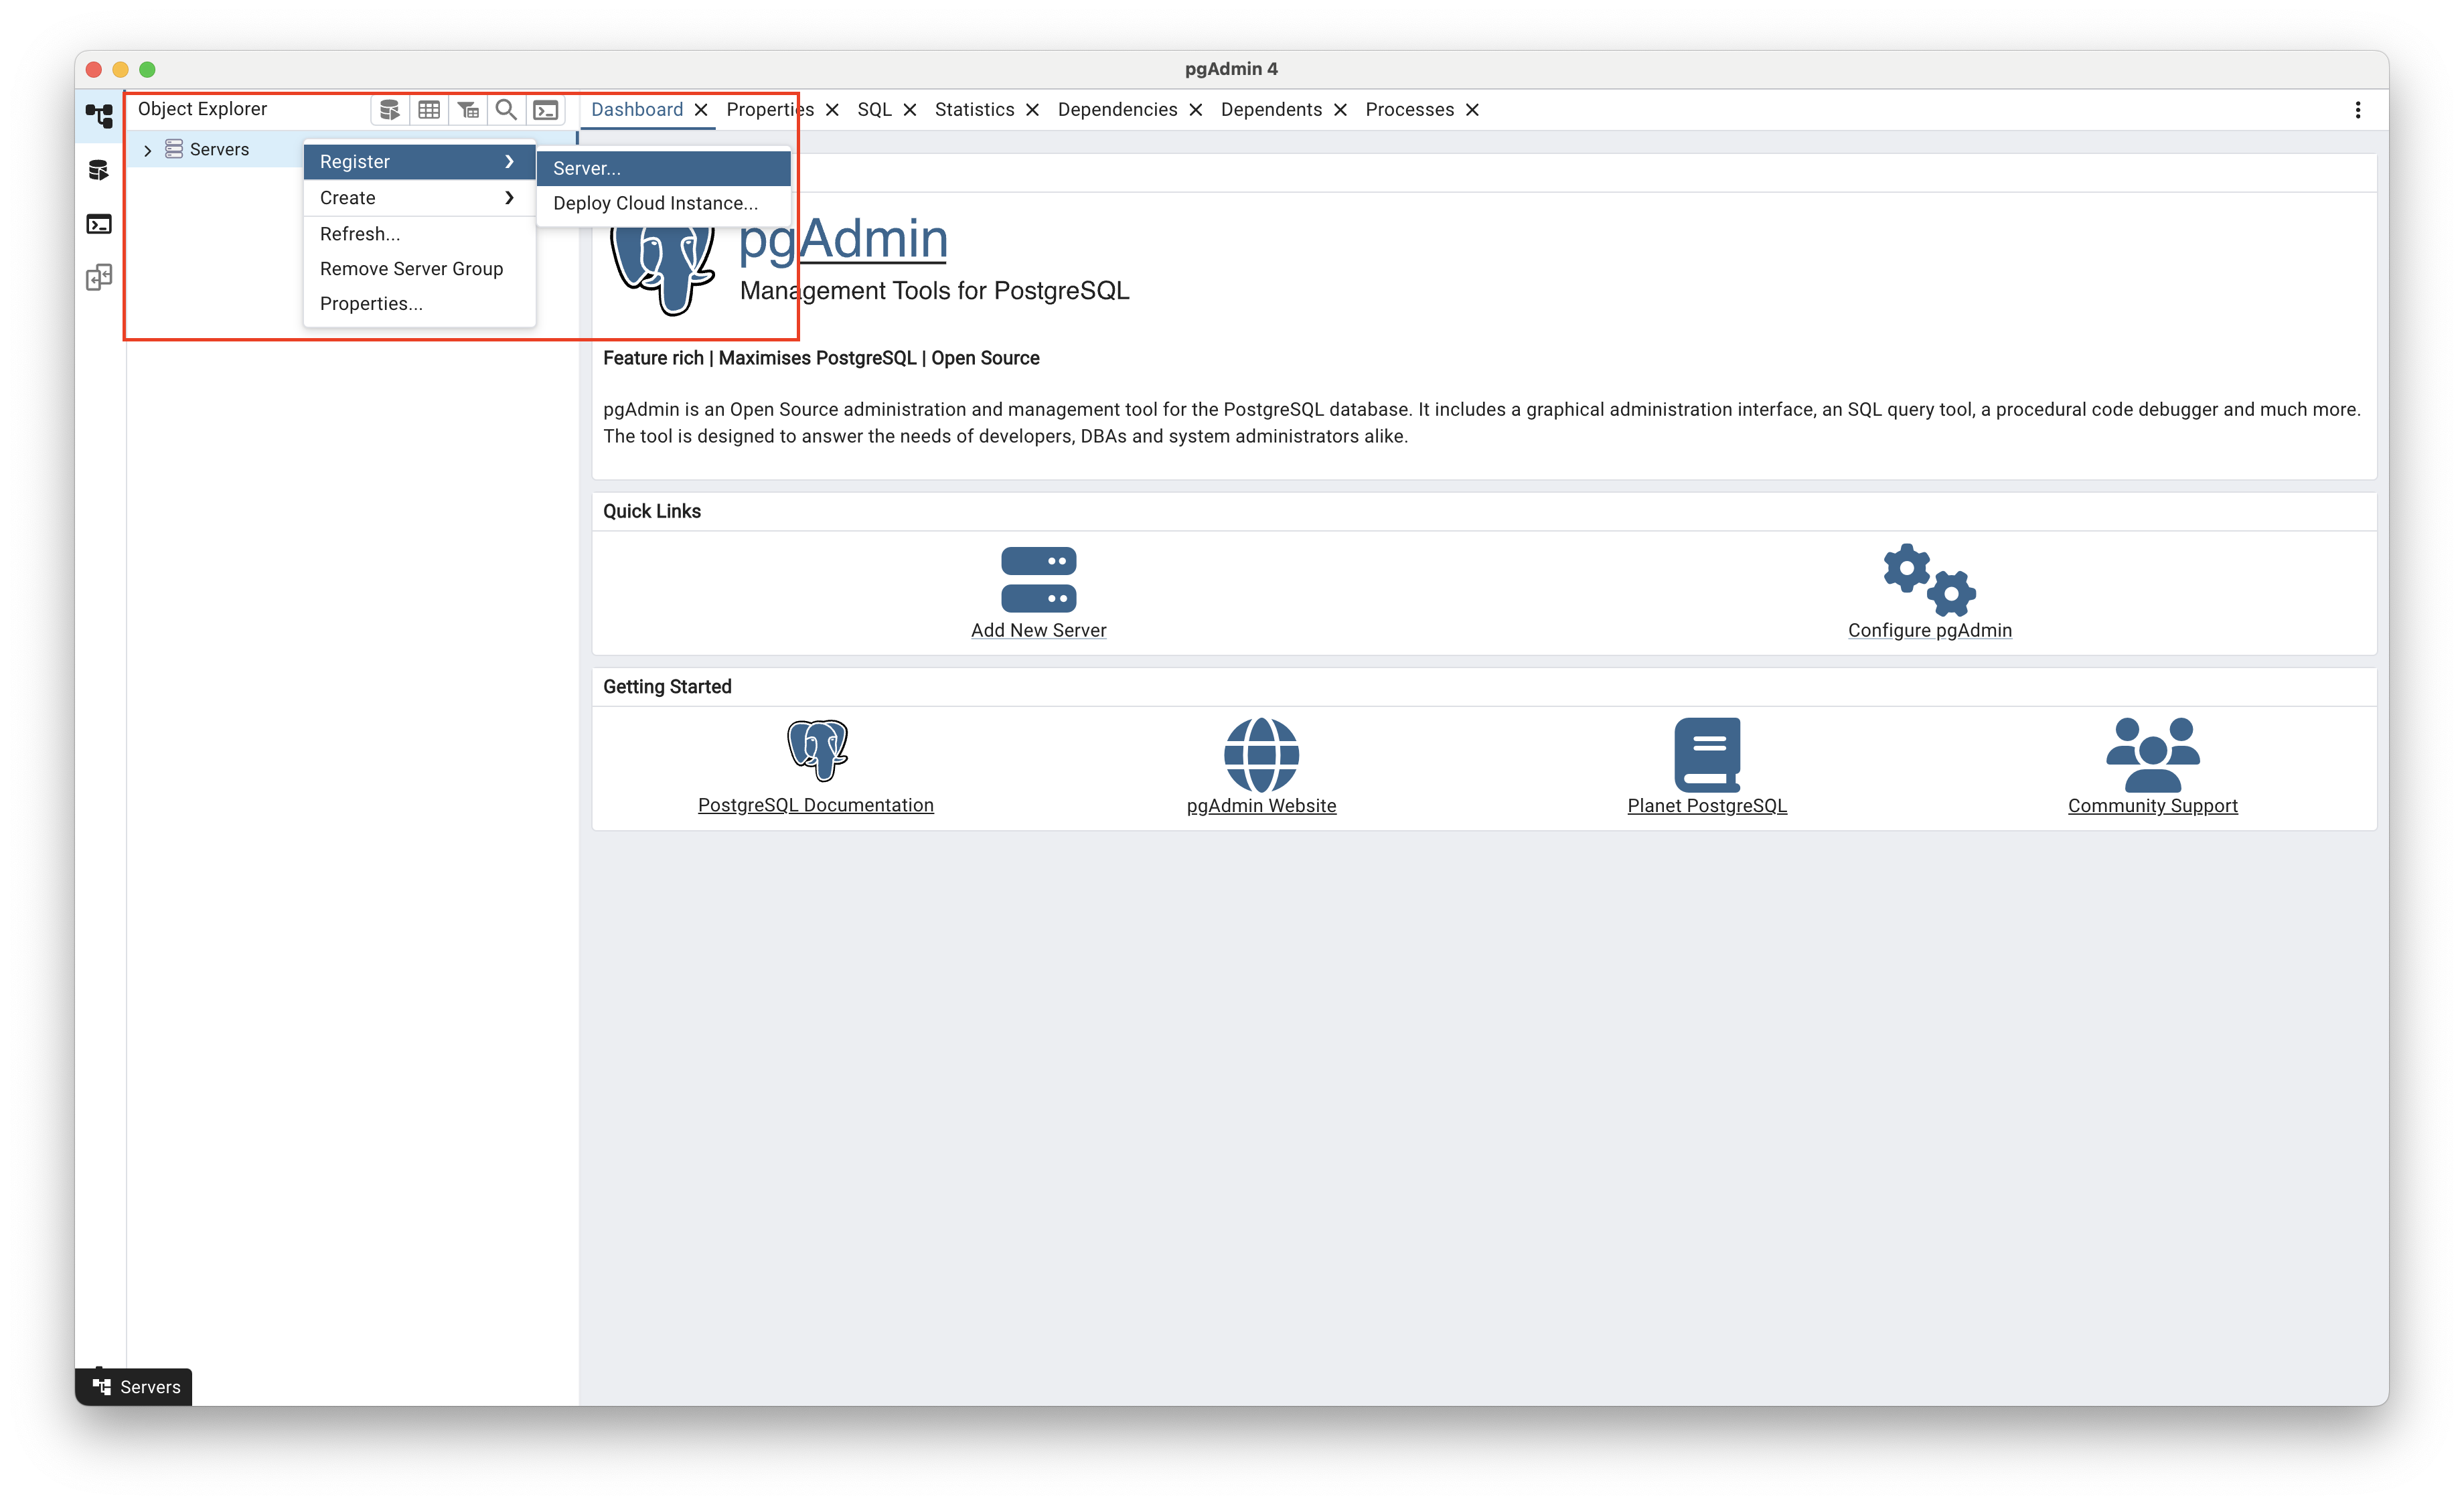 pgAdmin 4
Object Explorer
Dashboard Properties SQL Statistics Dependencies Dependents Processes
Servers
Register
Create
Refresh...
Remove Server Group
Properties...
Server...
Deploy Cloud Instance...
pgAdmin
Management Tools for PostgreSQL
Feature rich | Maximises PostgreSQL | Open Source
pgAdmin is an Open Source administration and management tool for the PostgreSQL database. It includes a graphical administration interface, an SQL query tool, a procedural code debugger and much more.
The tool is designed to answer the needs of developers, DBAs and system administrators alike.
Quick Links
Add New Server
Configure pgAdmin
Getting Started
PostgreSQL Documentation
pgAdmin Website
Planet PostgreSQL
Community Support
Servers